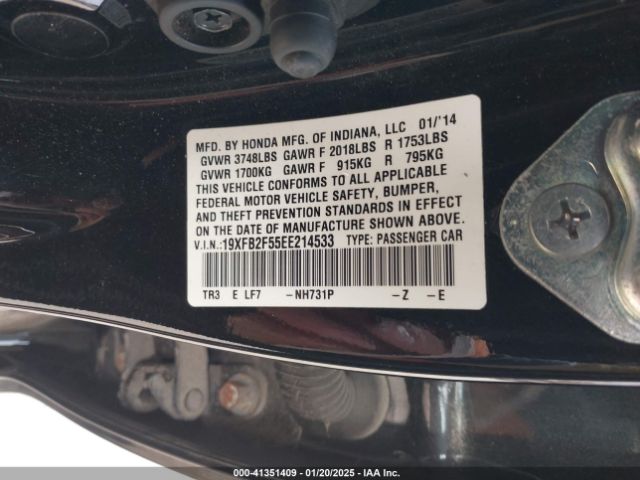 MFD. BY HONDA MFG. OF INDIANA, LLC 01/'14
GVWR 3748LBS GAWR F 2018LBS R 1753LBS
GVWR 1700KG GAWR F 915KG R 795KG
THIS VEHICLE CONFORMS TO ALL APPLICABLE
FEDERAL MOTOR VEHICLE SAFETY, BUMPER,
AND THEFT PREVENTION STANDARDS IN EFFECT
ON THE DATE OF MANUFACTURE SHOWN ABOVE.
V.I.N.:19XFB2F55EE214533 TYPE: PASSENGER CAR
TR3 E LF7 -NH731P -Z -E
000-41351409 - 01/20/2025 - IAAI, Inc.